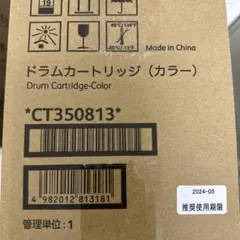 Made in China
ドラムカートリッジ（カラー）
Drum Cartridge-Color
*CT350813*
4 982012 813181
管理単位：1
2024-05
推奨使用期限